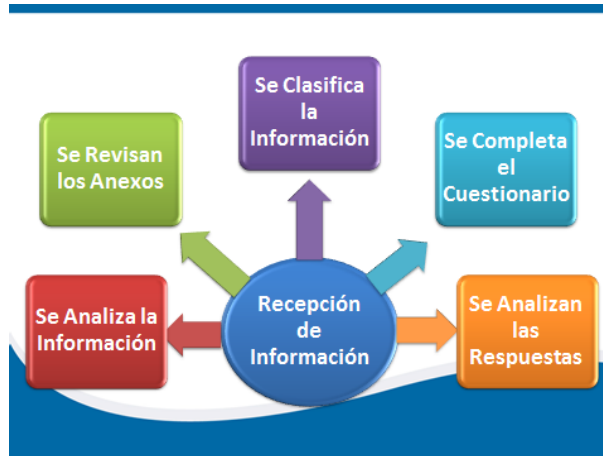 Se Clasifica
la
Información
Se Revisan
los Anexos
Se Completa
el
Cuestionario
Se Analiza la
Información
Recepción
de
Información
Se Analizan
las
Respuestas